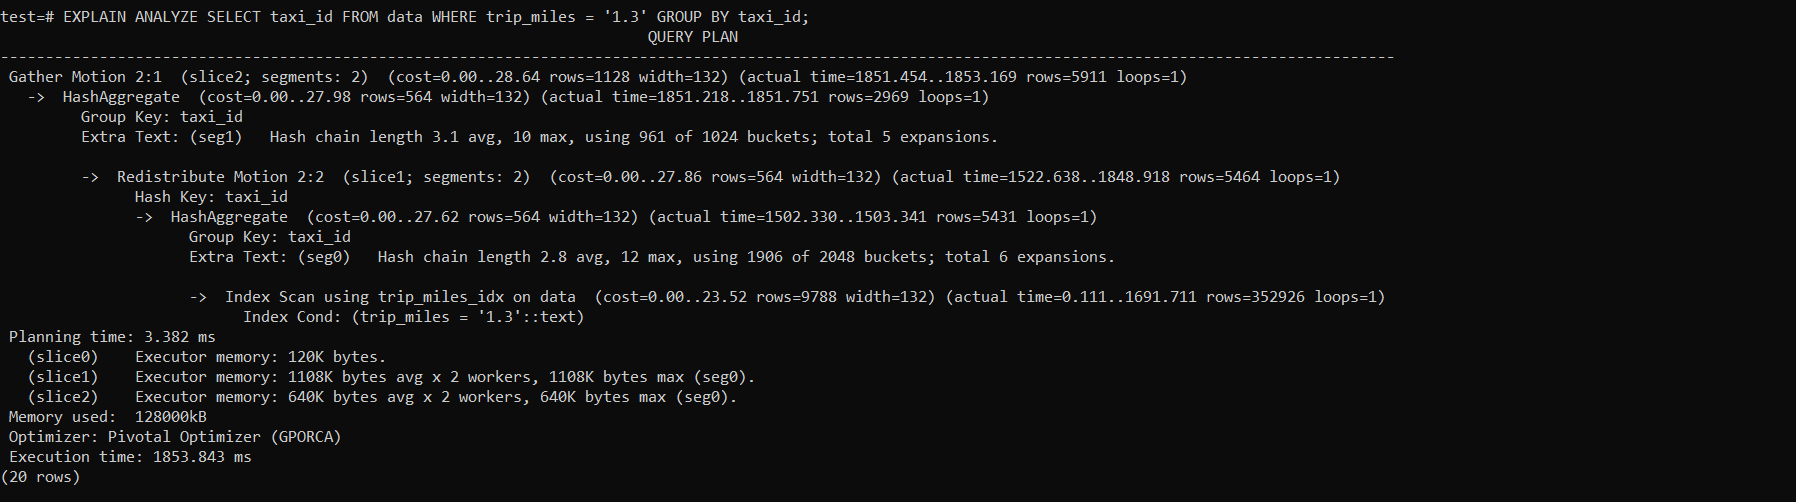 test=# EXPLAIN ANALYZE SELECT taxi_id FROM data WHERE trip_miles = '1.3' GROUP BY taxi_id;
QUERY PLAN
-----------------------------------------------------------------------------------------------------------------------------------------------------------
Gather Motion 2:1  (slice2; segments: 2)  (cost=0.00..28.64 rows=1128 width=132) (actual time=1851.454..1853.169 rows=5911 loops=1)
->  HashAggregate  (cost=0.00..27.98 rows=564 width=132) (actual time=1851.218..1851.751 rows=2969 loops=1)
Group Key: taxi_id
Extra Text: (seg1)   Hash chain length 3.1 avg, 10 max, using 961 of 1024 buckets; total 5 expansions.
->  Redistribute Motion 2:2  (slice1; segments: 2)  (cost=0.00..27.86 rows=564 width=132) (actual time=1522.638..1848.918 rows=5464 loops=1)
Hash Key: taxi_id
->  HashAggregate  (cost=0.00..27.62 rows=564 width=132) (actual time=1502.330..1503.341 rows=5431 loops=1)
Group Key: taxi_id
Extra Text: (seg0)   Hash chain length 2.8 avg, 12 max, using 1906 of 2048 buckets; total 6 expansions.
->  Index Scan using trip_miles_idx on data  (cost=0.00..23.52 rows=9788 width=132) (actual time=0.111..1691.711 rows=352926 loops=1)
Index Cond: (trip_miles = '1.3'::text)
Planning time: 3.382 ms
(slice0)    Executor memory: 120K bytes.
(slice1)    Executor memory: 1108K bytes avg x 2 workers, 1108K bytes max (seg0).
(slice2)    Executor memory: 640K bytes avg x 2 workers, 640K bytes max (seg0).
Memory used:  128000kB
Optimizer: Pivotal Optimizer (GPORCA)
Execution time: 1853.843 ms
(20 rows)